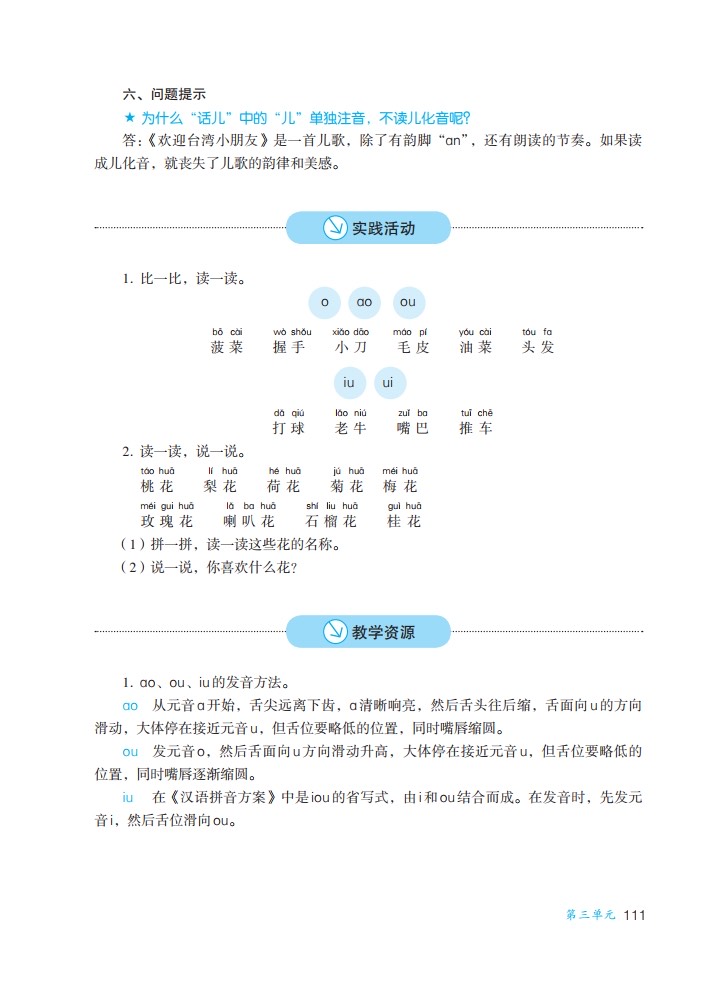 六、问题提示
★ 为什么“话儿”中的“儿”单独注音，不读儿化音呢？
答：《欢迎台湾小朋友》是一首儿歌，除了有韵脚“ɑn”，还有朗读的节奏。如果读
成儿化音，就丧失了儿歌的韵律和美感。
实践活动
1. 比一比，读一读。
o ɑo ou
bō cài wò shǒu xiǎo dāo máo pí yóu cài tóu fa
菠菜 握手 小刀 毛皮 油菜 头发
iu ui
dǎ qiú lǎo niú zuǐ ba tuī chē
打球 老牛 嘴巴 推车
2. 读一读，说一说。
táo huā lí huā hé huā jú huā méi huā
桃花 梨花 荷花 菊花 梅花
méi gui huā lǎ ba huā shí liu huā guì huā
玫瑰花 喇叭花 石榴花 桂花
（1）拼一拼，读一读这些花的名称。
（2）说一说，你喜欢什么花？
教学资源
1. ɑo、ou、iu的发音方法。
ɑo 从元音ɑ开始，舌尖远离下齿，ɑ清晰响亮，然后舌头往后缩，舌面向u的方向
滑动，大体停在接近元音u，但舌位要略低的位置，同时嘴唇缩圆。
ou 发元音o，然后舌面向u方向滑动升高，大体停在接近元音u，但舌位要略低的
位置，同时嘴唇逐渐缩圆。
iu 在《汉语拼音方案》中是iou的省写式，由i和ou结合而成。在发音时，先发元
音i，然后舌位滑向ou。
第三单元 111